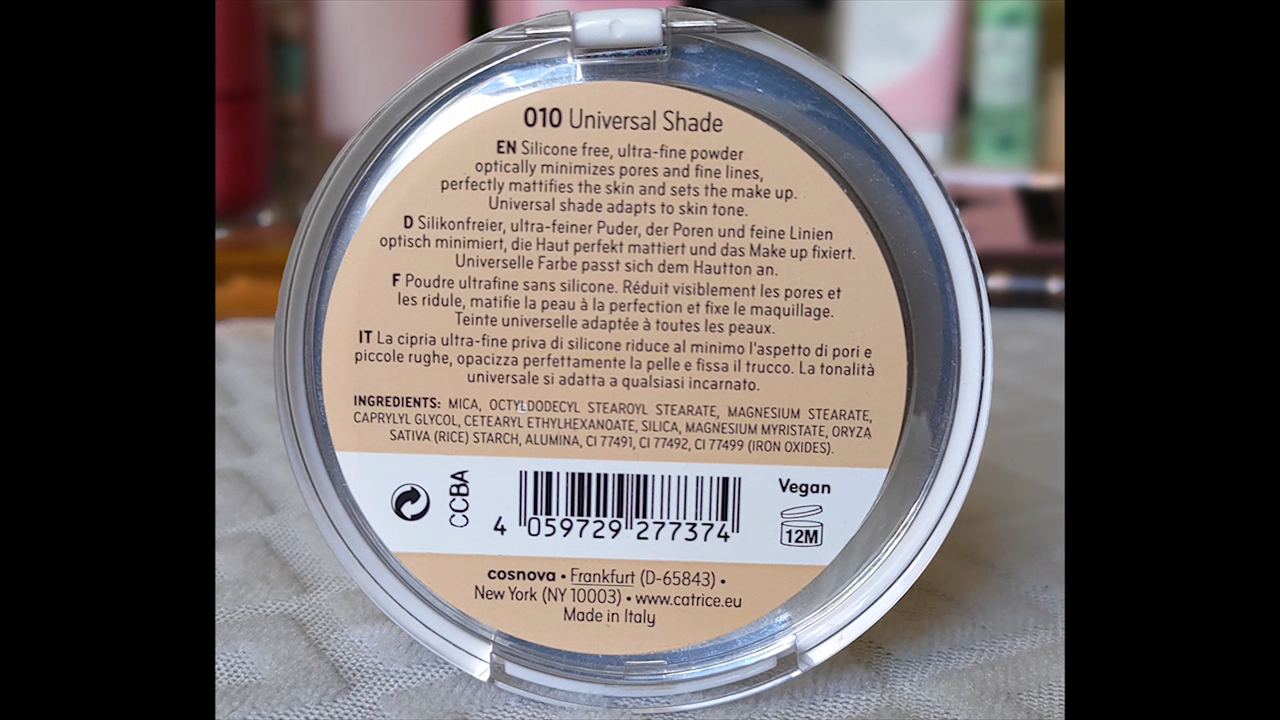 010 Universal Shade
EN Silicone free, ultra-fine powder
optically minimizes pores and fine lines,
perfectly mattifies the skin and sets the make up.
Universal shade adapts to skin tone.
D Silikonfreier, ultra-feiner Puder, der Poren und feine Linien
optisch minimiert, die Haut perfekt mattiert und das Make up fixiert.
Universelle Farbe passt sich dem Hautton an.
F Poudre ultrafine sans silicone. Réduit visiblement les pores et
les ridule, matifie la peau à la perfection et fixe le maquillage.
Teinte universelle adaptée à toutes les peaux.
IT La cipria ultra-fine priva di silicone riduce al minimo l'aspetto di pori e
piccole rughe, opacizza perfettamente la pelle e fissa il trucco. La tonalità
universale si adatta a qualsiasi incarnato.
INGREDIENTS: MICA, OCTYLDODECYL STEAROYL STEARATE, MAGNESIUM STEARATE,
CAPRYLYL GLYCOL, CETEARYL ETHYLHEXANOATE, SILICA, MAGNESIUM MYRISTATE, ORYZA
SATIVA (RICE) STARCH, ALUMINA, CI 77491, CI 77492, CI 77499 (IRON OXIDES).
CCBA
4 059729 277374
Vegan
12M
cosnova • Frankfurt (D-65843) •
New York (NY 10003) • www.catrice.eu
Made in Italy